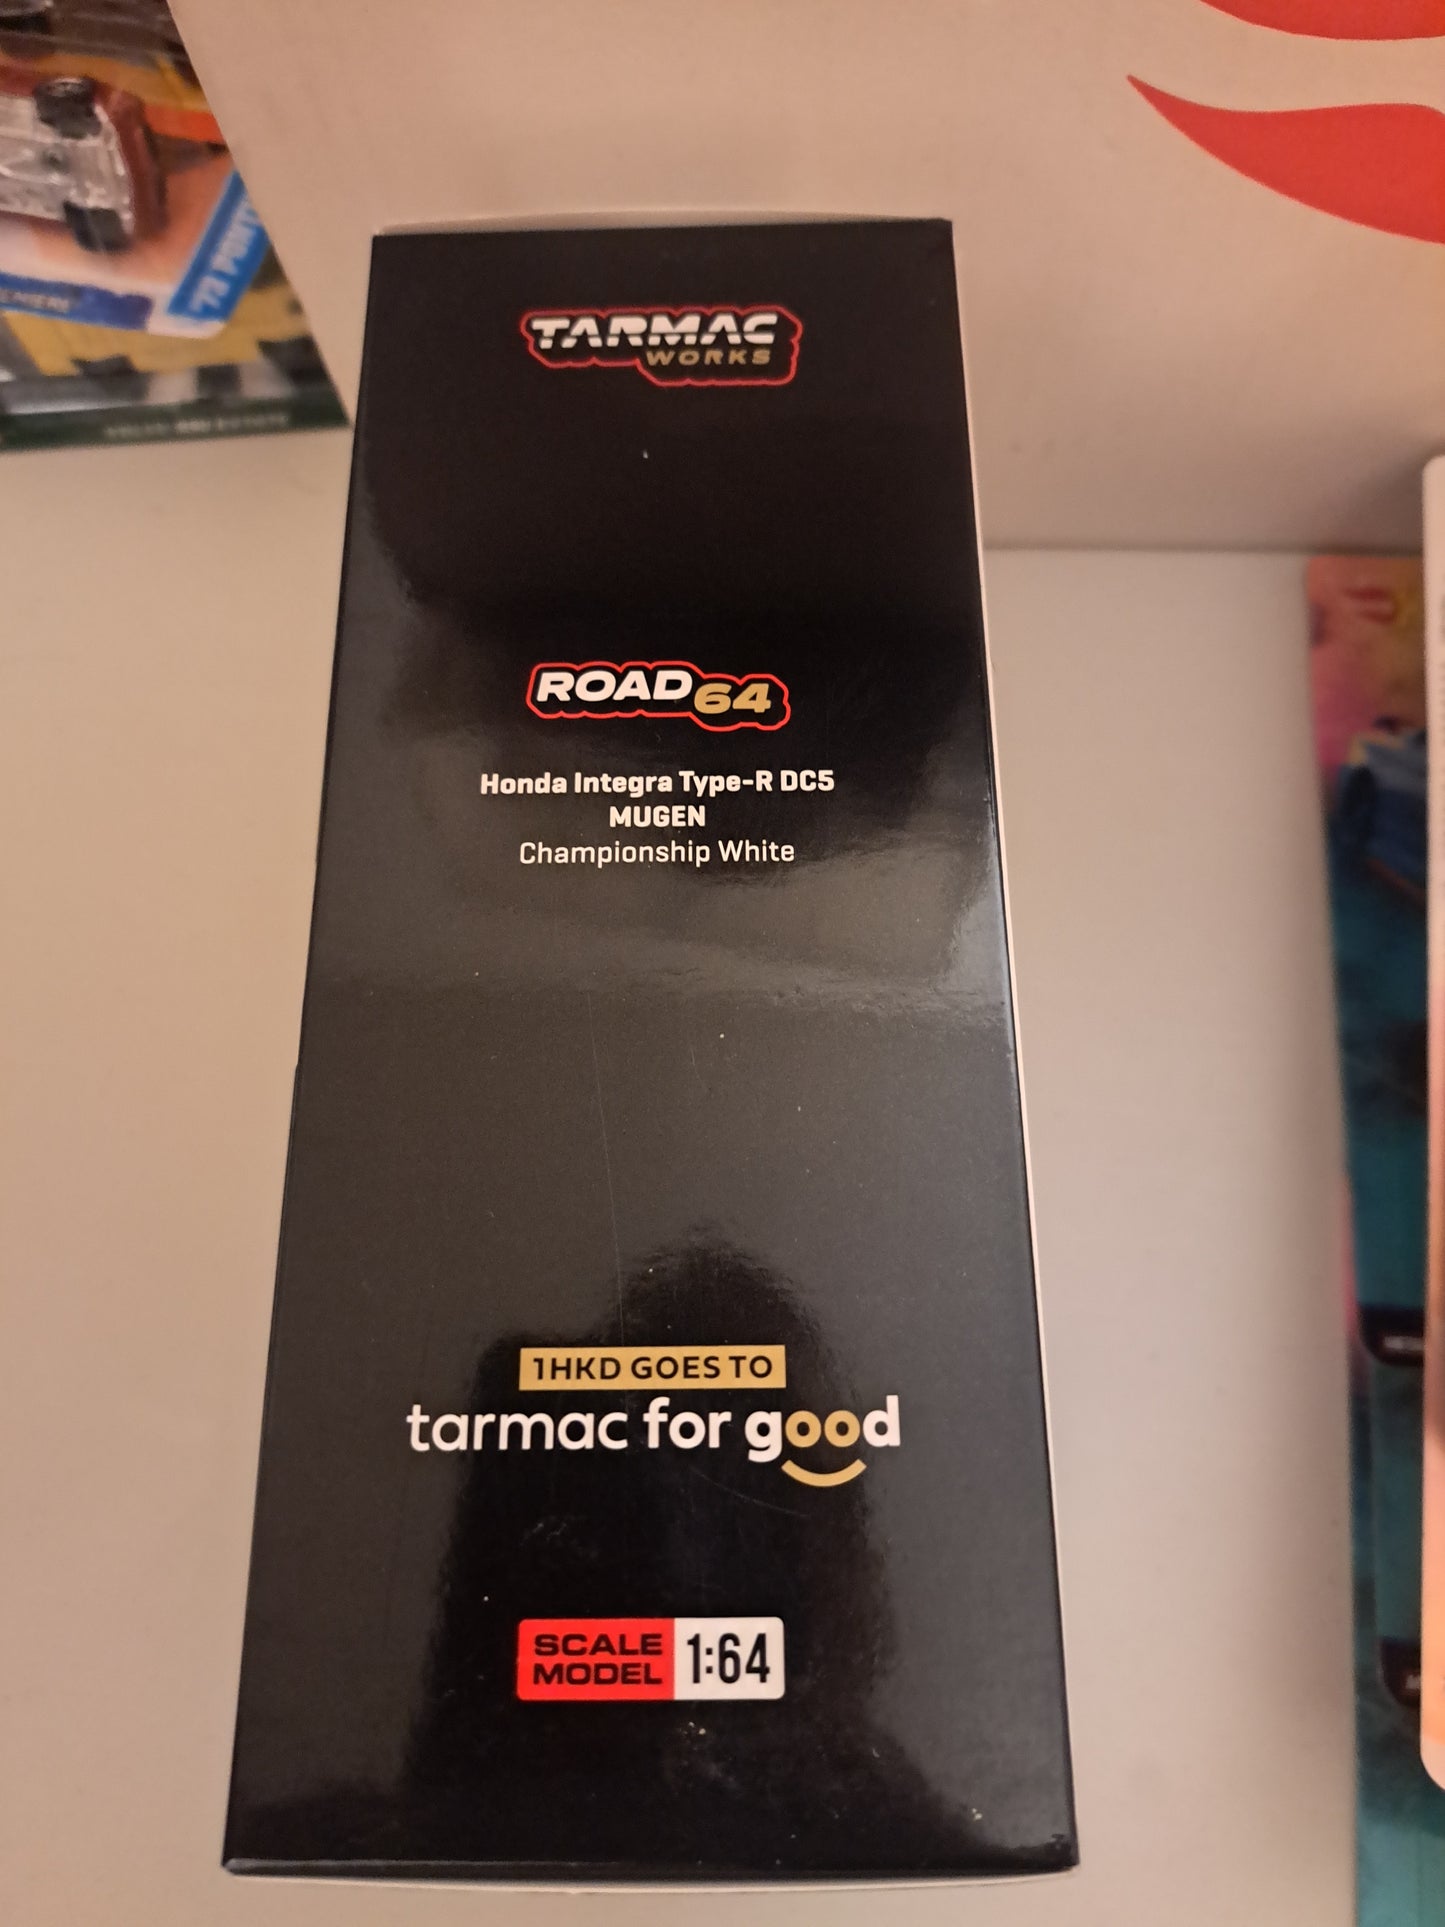 TARMAC
WORKS
ROAD64
Honda Integra Type-R DC5
MUGEN
Championship White
1HKD GOES TO
tarmac for good
SCALE
MODEL
1:64
'73